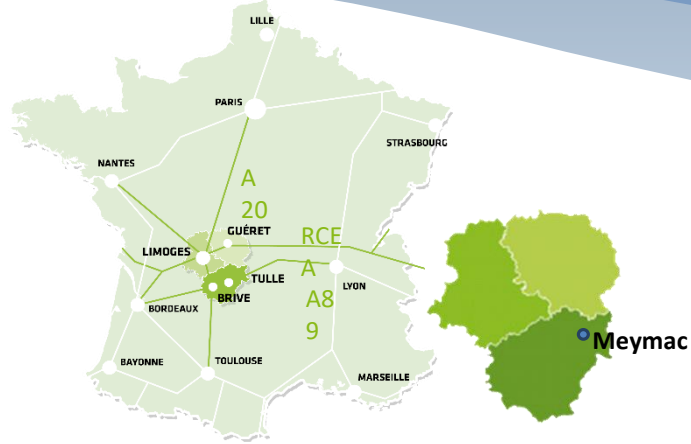 LILLE
PARIS
STRASBOURG
NANTES
A
20
GUÉRET
RCE
LIMOGES
A
TULLE
LYON
A8
BRIVE
BORDEAUX
9
Meymac
BAYONNE
TOULOUSE
MARSEILLE